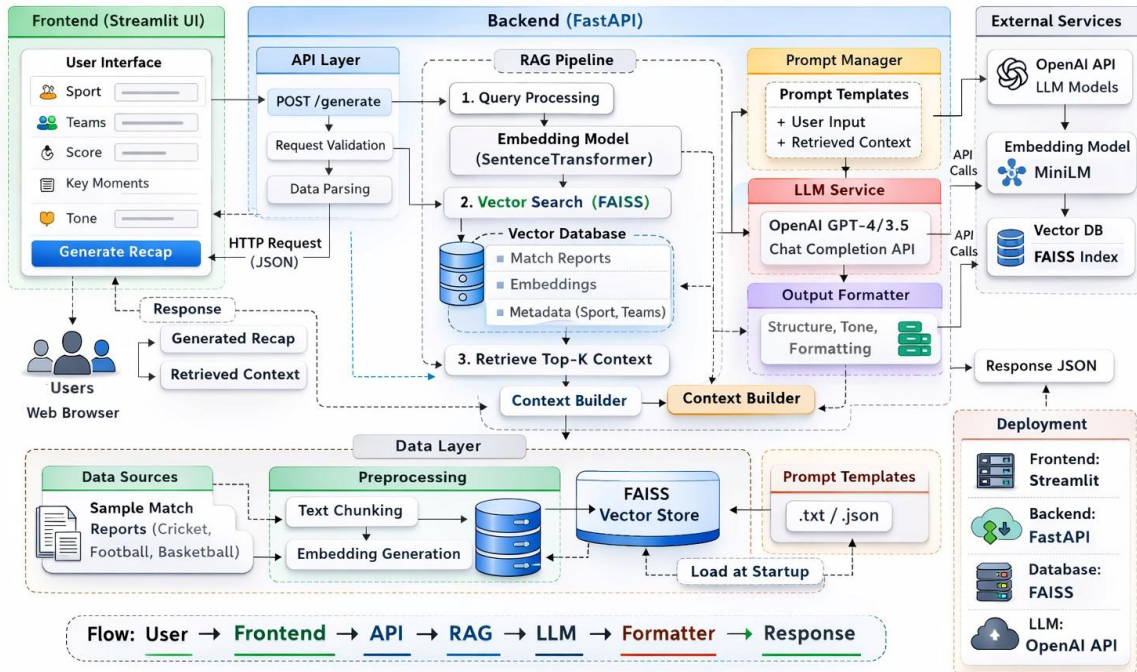 Frontend (Streamlit UI)
User Interface
Sport
Teams
Score
Key Moments
Tone
Generate Recap
Users
Web Browser
Response
Generated Recap
Retrieved Context
HTTP Request
(JSON)
Backend (FastAPI)
API Layer
POST /generate
Request Validation
Data Parsing
RAG Pipeline
1. Query Processing
Embedding Model
(SentenceTransformer)
2. Vector Search (FAISS)
Vector Database
Match Reports
Embeddings
Metadata (Sport, Teams)
3. Retrieve Top-K Context
Context Builder
Context Builder
Prompt Manager
Prompt Templates
+ User Input
+ Retrieved Context
LLM Service
OpenAI GPT-4/3.5
Chat Completion API
Output Formatter
Structure, Tone,
Formatting
API
Calls
API
Calls
External Services
OpenAI API
LLM Models
Embedding Model
MiniLM
Vector DB
FAISS Index
Response JSON
Deployment
Frontend:
Streamlit
Backend:
FastAPI
Database:
FAISS
LLM:
OpenAI API
Data Layer
Data Sources
Sample Match
Reports (Cricket,
Football, Basketball)
Preprocessing
Text Chunking
Embedding Generation
FAISS
Vector Store
Prompt Templates
.txt / .json
Load at Startup
Flow: User → Frontend → API → RAG → LLM → Formatter → Response